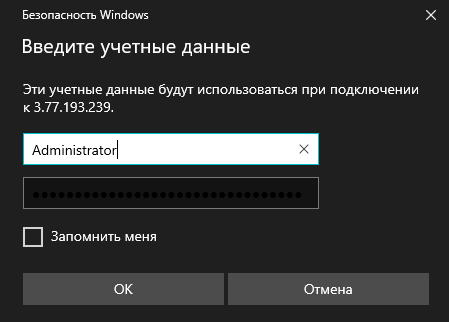 Безопасность Windows
Введите учетные данные
Эти учетные данные будут использоваться при подключении
к 3.77.193.239.
Administrator
●●●●●●●●●●●●●●●●●●●●●●●●●●●●●●●●
Запомнить меня
OK
Отмена